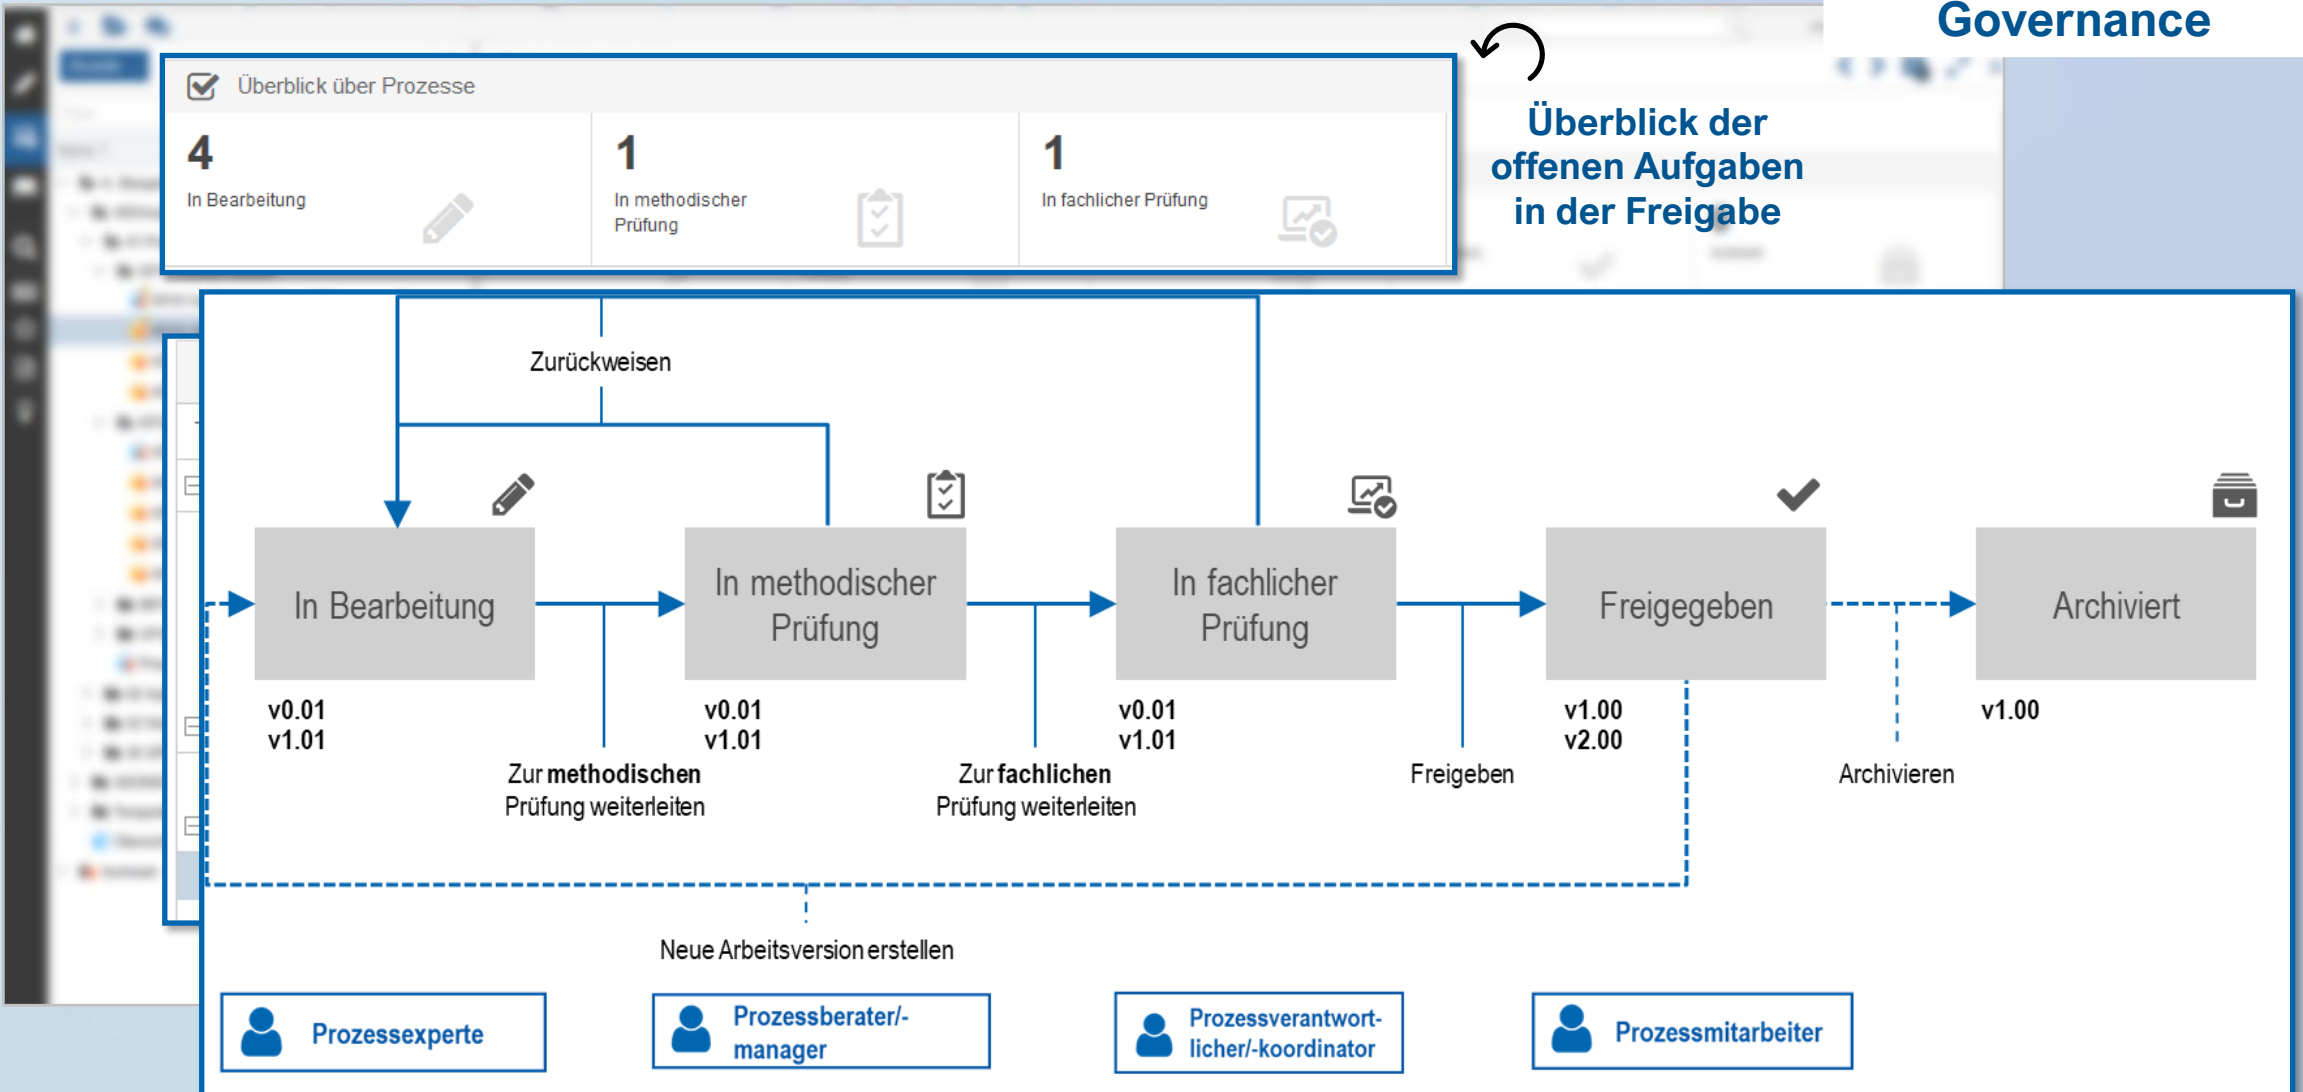 Governance
Überblick über Prozesse
4
In Bearbeitung
1
In methodischer
Prüfung
1
In fachlicher Prüfung
Überblick der
offenen Aufgaben
in der Freigabe
Zurückweisen
In Bearbeitung
In methodischer
Prüfung
In fachlicher
Prüfung
Freigegeben
Archiviert
v0.01
v1.01
v0.01
v1.01
v0.01
v1.01
v1.00
v2.00
v1.00
Zur methodischen
Prüfung weiterleiten
Zur fachlichen
Prüfung weiterleiten
Freigeben
Archivieren
Neue Arbeitsversion erstellen
Prozessexperte
Prozessberater/-
manager
Prozessverantwort-
licher/-koordinator
Prozessmitarbeiter